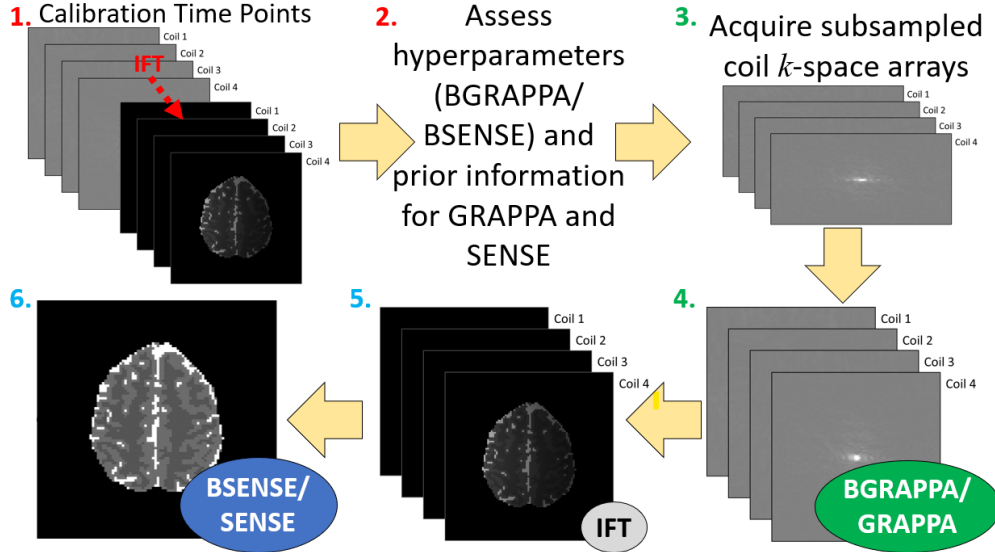 1. Calibration Time Points
Coil 1
Coil 2
Coil 3
Coil 4
IFT
Coil 1
Coil 2
Coil 3
Coil 4
2. Assess
hyperparameters
(BGRAPPA/
BSENSE) and
prior information
for GRAPPA and
SENSE
3. Acquire subsampled
coil k-space arrays
Coil 1
Coil 2
Coil 3
Coil 4
4.
Coil 1
Coil 2
Coil 3
Coil 4
BGRAPPA/
GRAPPA
5.
Coil 1
Coil 2
Coil 3
Coil 4
IFT
6.
BSENSE/
SENSE